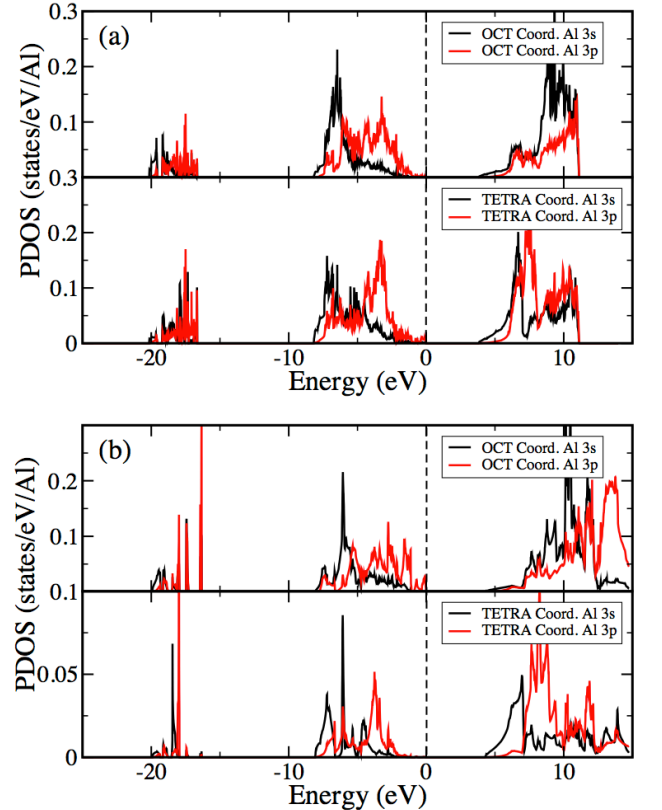 (a)
OCT Coord. Al 3s
OCT Coord. Al 3p
0.3
0.2
0.1
0.3
TETRA Coord. Al 3s
TETRA Coord. Al 3p
0.2
0.1
0
PDOS (states/eV/Al)
-20
-10
0
10
Energy (eV)
(b)
OCT Coord. Al 3s
OCT Coord. Al 3p
0.2
0.1
0.1
TETRA Coord. Al 3s
TETRA Coord. Al 3p
0.05
0
PDOS (states/eV/Al)
-20
-10
0
10
Energy (eV)